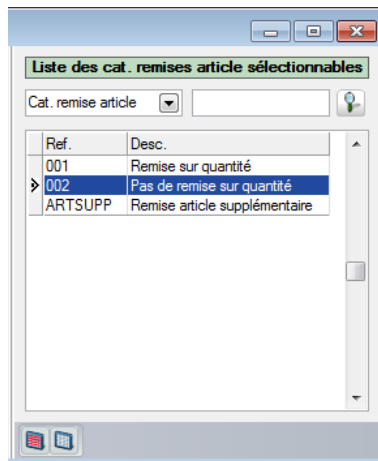 Liste des cat. remises article sélectionnables
Cat. remise article
Ref. Desc.
001 Remise sur quantité
002 Pas de remise sur quantité
ARTSUPP Remise article supplémentaire